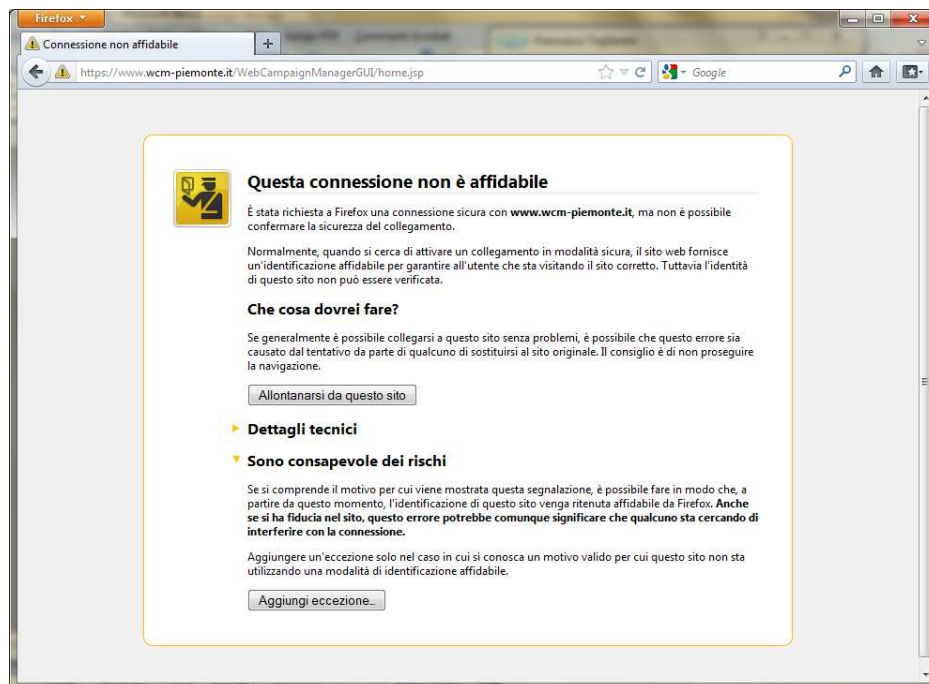 Firefox
Connessione non affidabile
https://www.wcm-piemonte.it/WebCampaignManagerGUI/home.jsp
Google
Questa connessione non è affidabile
È stata richiesta a Firefox una connessione sicura con www.wcm-piemonte.it, ma non è possibile
confermare la sicurezza del collegamento.
Normalmente, quando si cerca di attivare un collegamento in modalità sicura, il sito web fornisce
un'identificazione affidabile per garantire all'utente che sta visitando il sito corretto. Tuttavia l'identità
di questo sito non può essere verificata.
Che cosa dovrei fare?
Se generalmente è possibile collegarsi a questo sito senza problemi, è possibile che questo errore sia
causato dal tentativo da parte di qualcuno di sostituirsi al sito originale. Il consiglio è di non proseguire
la navigazione.
Allontanarsi da questo sito
Dettagli tecnici
Sono consapevole dei rischi
Se si comprende il motivo per cui viene mostrata questa segnalazione, è possibile fare in modo che, a
partire da questo momento, l'identificazione di questo sito venga ritenuta affidabile da Firefox. Anche
se si ha fiducia nel sito, questo errore potrebbe comunque significare che qualcuno sta cercando di
interferire con la connessione.
Aggiungere un'eccezione solo nel caso in cui si conosca un motivo valido per cui questo sito non sta
utilizzando una modalità di identificazione affidabile.
Aggiungi eccezione...